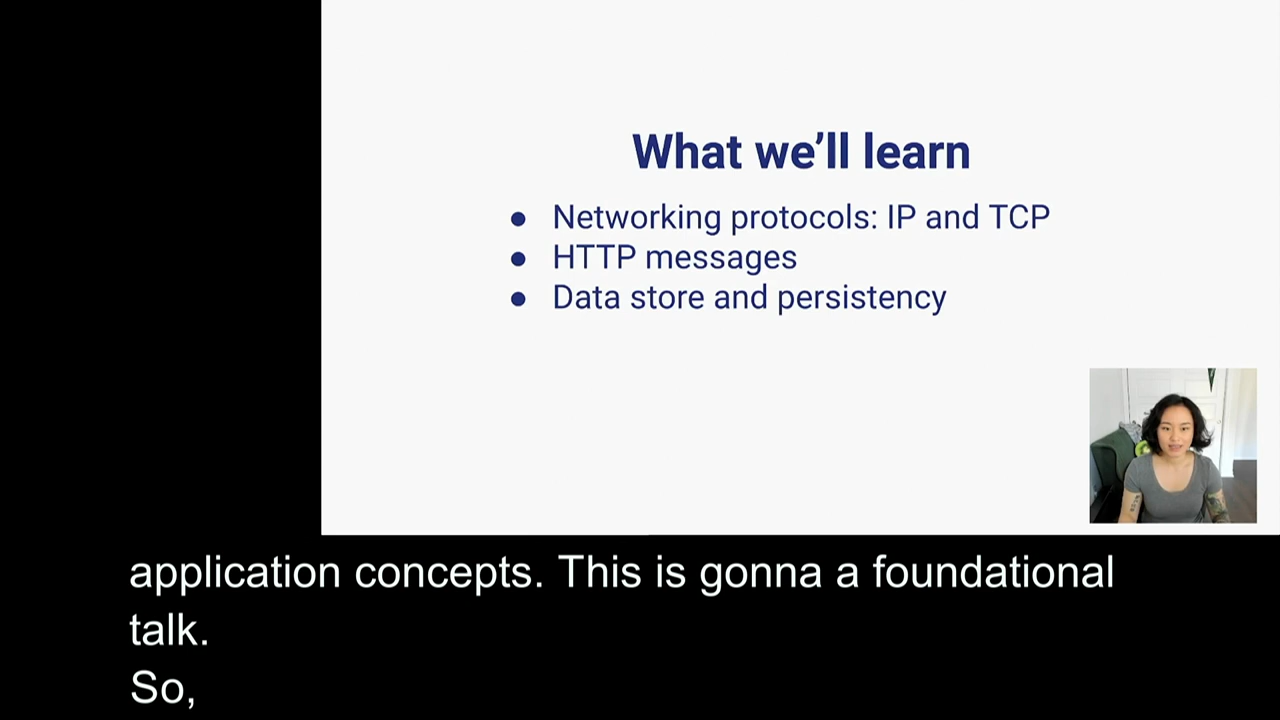 What we’ll learn
● Networking protocols: IP and TCP
● HTTP messages
● Data store and persistency
application concepts. This is gonna a foundational
talk.
So,